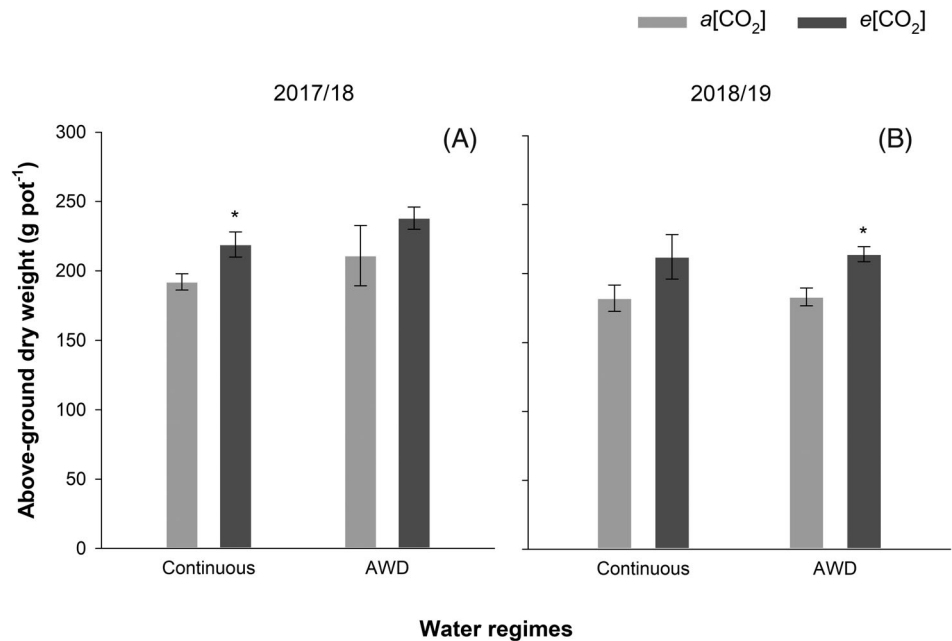 a[CO₂] e[CO₂]
2017/18 2018/19
(A) (B)
Above-ground dry weight (g pot⁻¹)
300
250
200
150
100
50
0
*
*
Continuous AWD Continuous AWD
Water regimes